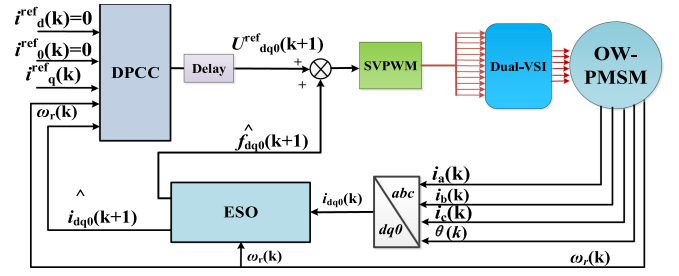 i^ref_d(k)=0
i^ref_0(k)=0
i^ref_q(k)
ω_r(k)
DPCC
Delay
U^ref_dq0(k+1)
+
+
SVPWM
Dual-VSI
OW-
PMSM
f̂_dq0(k+1)
î_dq0(k+1)
ESO
i_dq0(k)
abc
dq0
i_a(k)
i_b(k)
i_c(k)
θ(k)
ω_r(k)
ω_r(k)